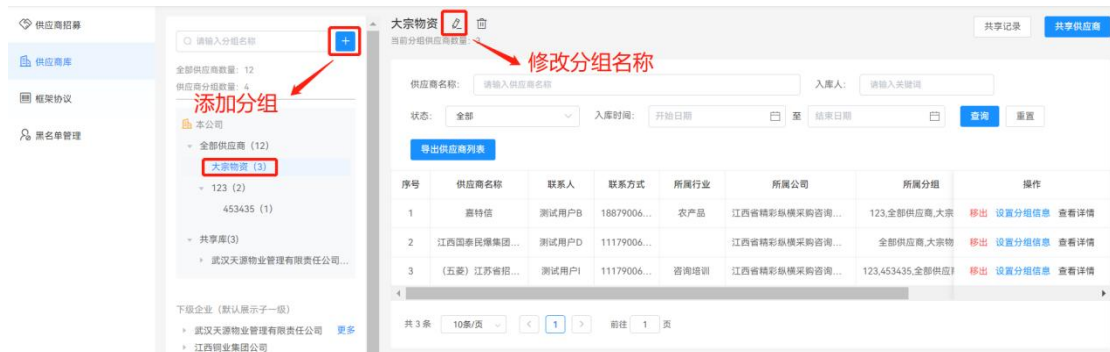 供应商招募
供应商库
框架协议
黑名单管理
请输入分组名称
全部供应商数量: 12
供应商分组数量: 4
添加分组
本公司
全部供应商 (12)
大宗物资 (3)
123 (2)
453435 (1)
共享库(3)
武汉天源物业管理有限责任公司...
下级企业 (默认展示子一级)
武汉天源物业管理有限责任公司 更多
江西铜业集团公司
大宗物资
共享记录 共享供应商
当前分组供应商数量: 3
修改分组名称
供应商名称: 请输入供应商名称 入库人: 请输入关键词
状态: 全部 入库时间: 开始日期 至 结束日期 查询 重置
导出供应商列表
序号 供应商名称 联系人 联系方式 所属行业 所属公司 所属分组 操作
1 喜特信 测试用户B 18879006... 农产品 江西省精彩纵横采购咨询... 123,全部供应商,大宗 移出 设置分组信息 查看详情
2 江西国泰民爆集团... 测试用户D 11179006... 江西省精彩纵横采购咨询... 全部供应商,大宗物 移出 设置分组信息 查看详情
3 (五菱) 江苏省招... 测试用户I 11179006... 咨询培训 江西省精彩纵横采购咨询... 123,453435,全部供应 移出 设置分组信息 查看详情
共 3 条 10条/页 1 前往 1 页